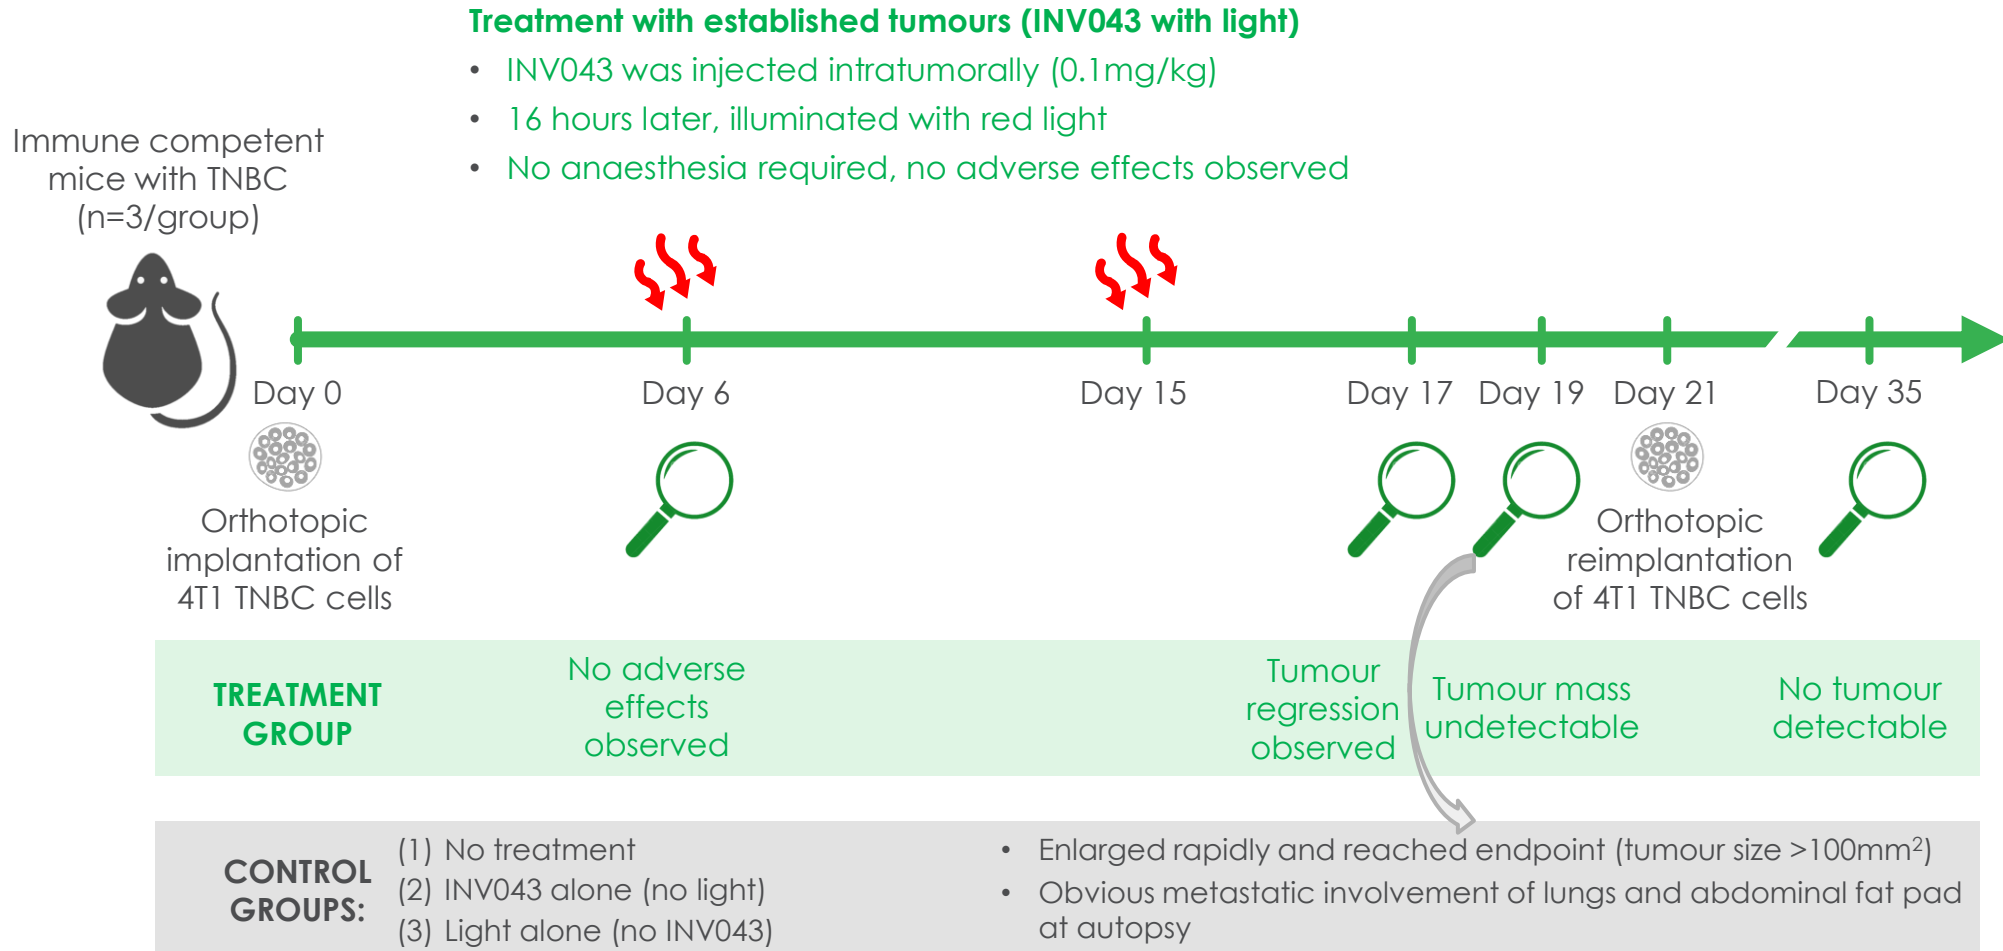 Treatment with established tumours (INV043 with light)
• INV043 was injected intratumorally (0.1mg/kg)
• 16 hours later, illuminated with red light
• No anaesthesia required, no adverse effects observed
Immune competent
mice with TNBC
(n=3/group)
Day 0
Day 6
Day 15
Day 17
Day 19
Day 21
Day 35
Orthotopic
implantation of
4T1 TNBC cells
Orthotopic
reimplantation
of 4T1 TNBC cells
TREATMENT
GROUP
No adverse
effects
observed
Tumour
regression
observed
Tumour mass
undetectable
No tumour
detectable
CONTROL
GROUPS:
(1) No treatment
(2) INV043 alone (no light)
(3) Light alone (no INV043)
• Enlarged rapidly and reached endpoint (tumour size >100mm²)
• Obvious metastatic involvement of lungs and abdominal fat pad
at autopsy